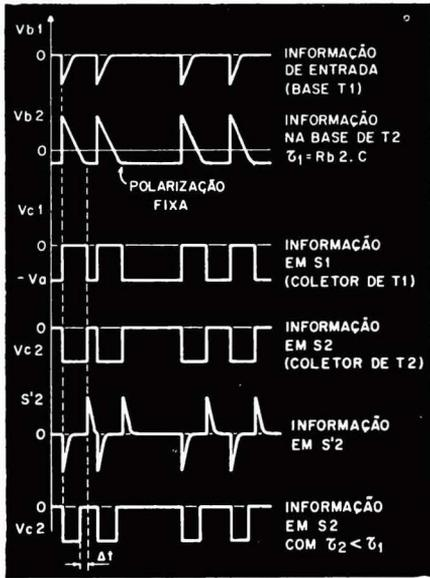 Vb1
0
INFORMAÇÃO
DE ENTRADA
(BASE T1)
Vb2
0
INFORMAÇÃO
NA BASE DE T2
τ1 = Rb2. C
POLARIZAÇÃO
FIXA
Vc1
0
-Va
INFORMAÇÃO
EM S1
(COLETOR DE T1)
0
Vc2
INFORMAÇÃO
EM S2
(COLETOR DE T2)
S'2
0
INFORMAÇÃO
EM S'2
0
Vc2
Δt
INFORMAÇÃO
EM S2
COM τ2 < τ1